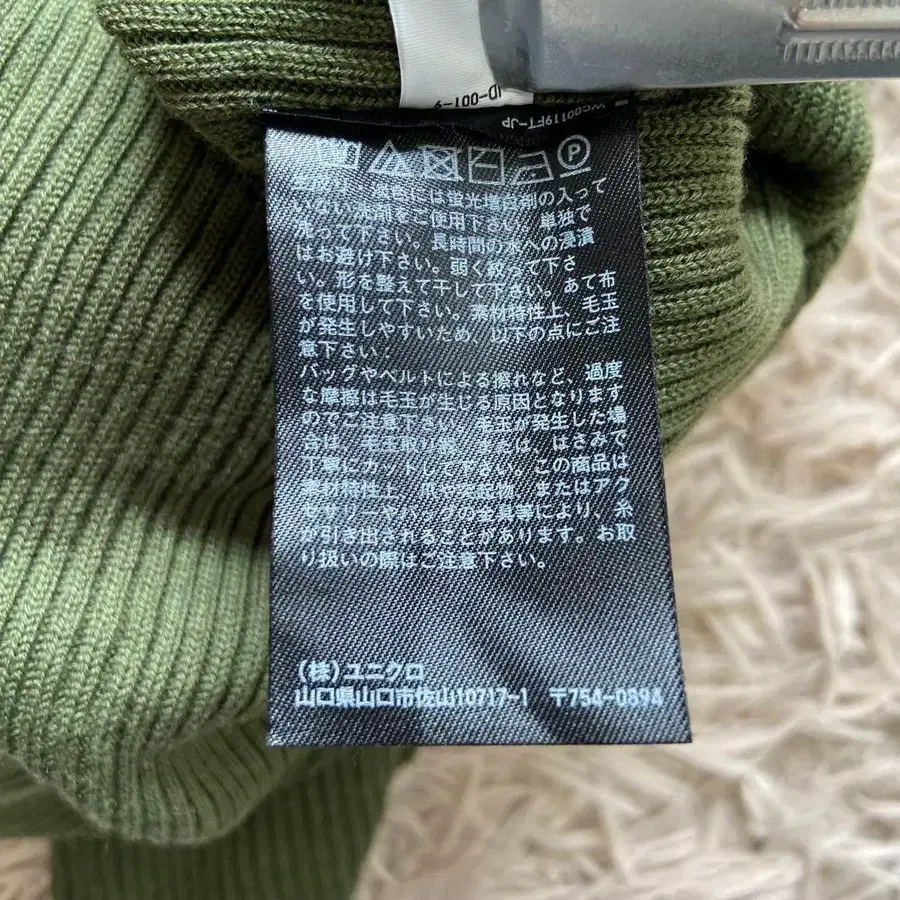 ID-001-
WC00119FT-JP
は蛍光増白剤の入って
いない洗剤をご使用下さい。単独で
洗って下さい。長時間の水への浸漬
はお避け下さい。弱く絞って下さ
い。形を整えて干して下さい。あて布
を使用して下さい。素材特性上、毛玉
が発生しやすいため、以下の点にご注
意下さい：
バッグやベルトによる擦れなど、過度
な摩擦は毛玉が生じる原因となります
のでご注意下さい。毛玉が発生した場
合は、毛玉取り器、または、はさみで
丁寧にカットして下さい。この商品は
素材特性上、爪や突起物、またはアク
セサリーやバッグの金具等により、糸
が引き出されることがあります。お取
り扱いの際はご注意下さい。
(株)ユニクロ
山口県山口市佐山10717-1 〒754-0894